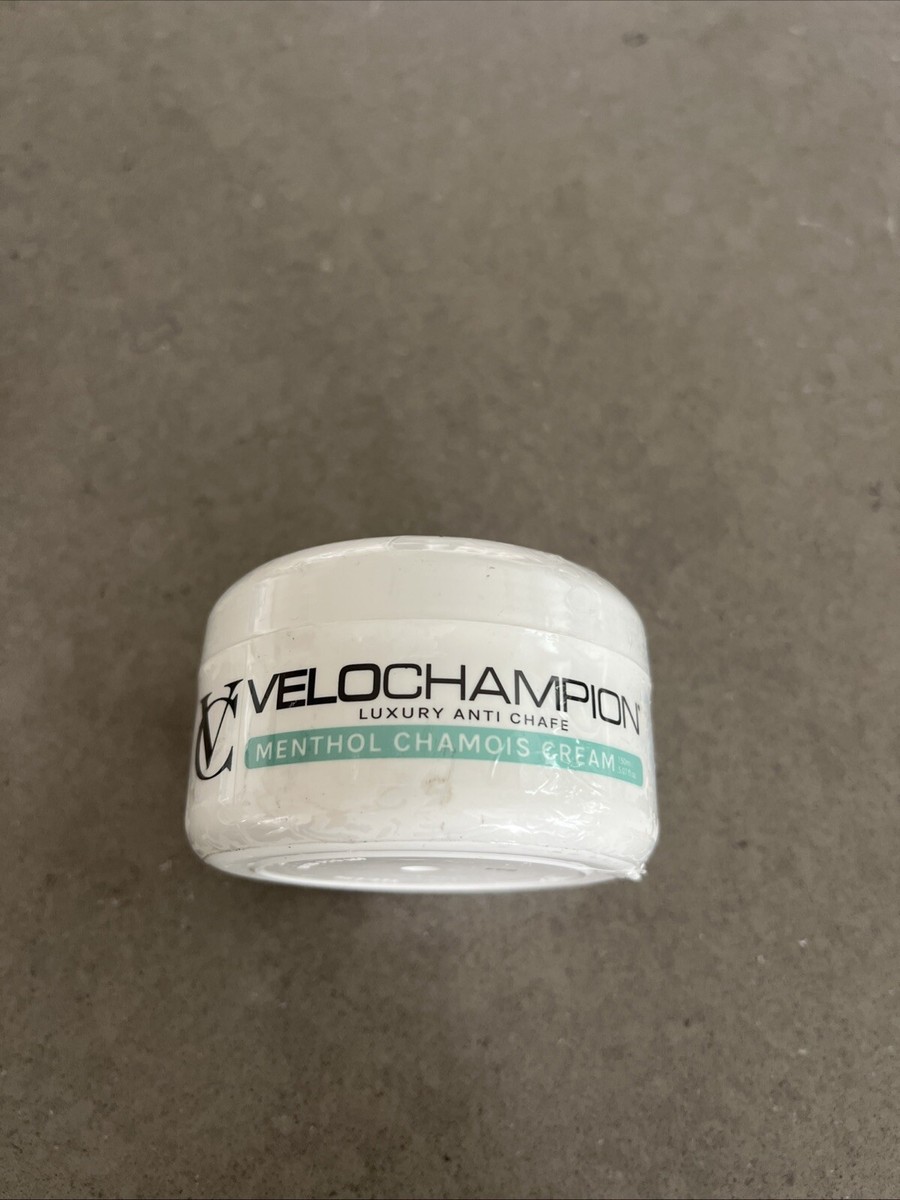 VC VELOCHAMPION
LUXURY ANTI CHAFE
MENTHOL CHAMOIS CREAM